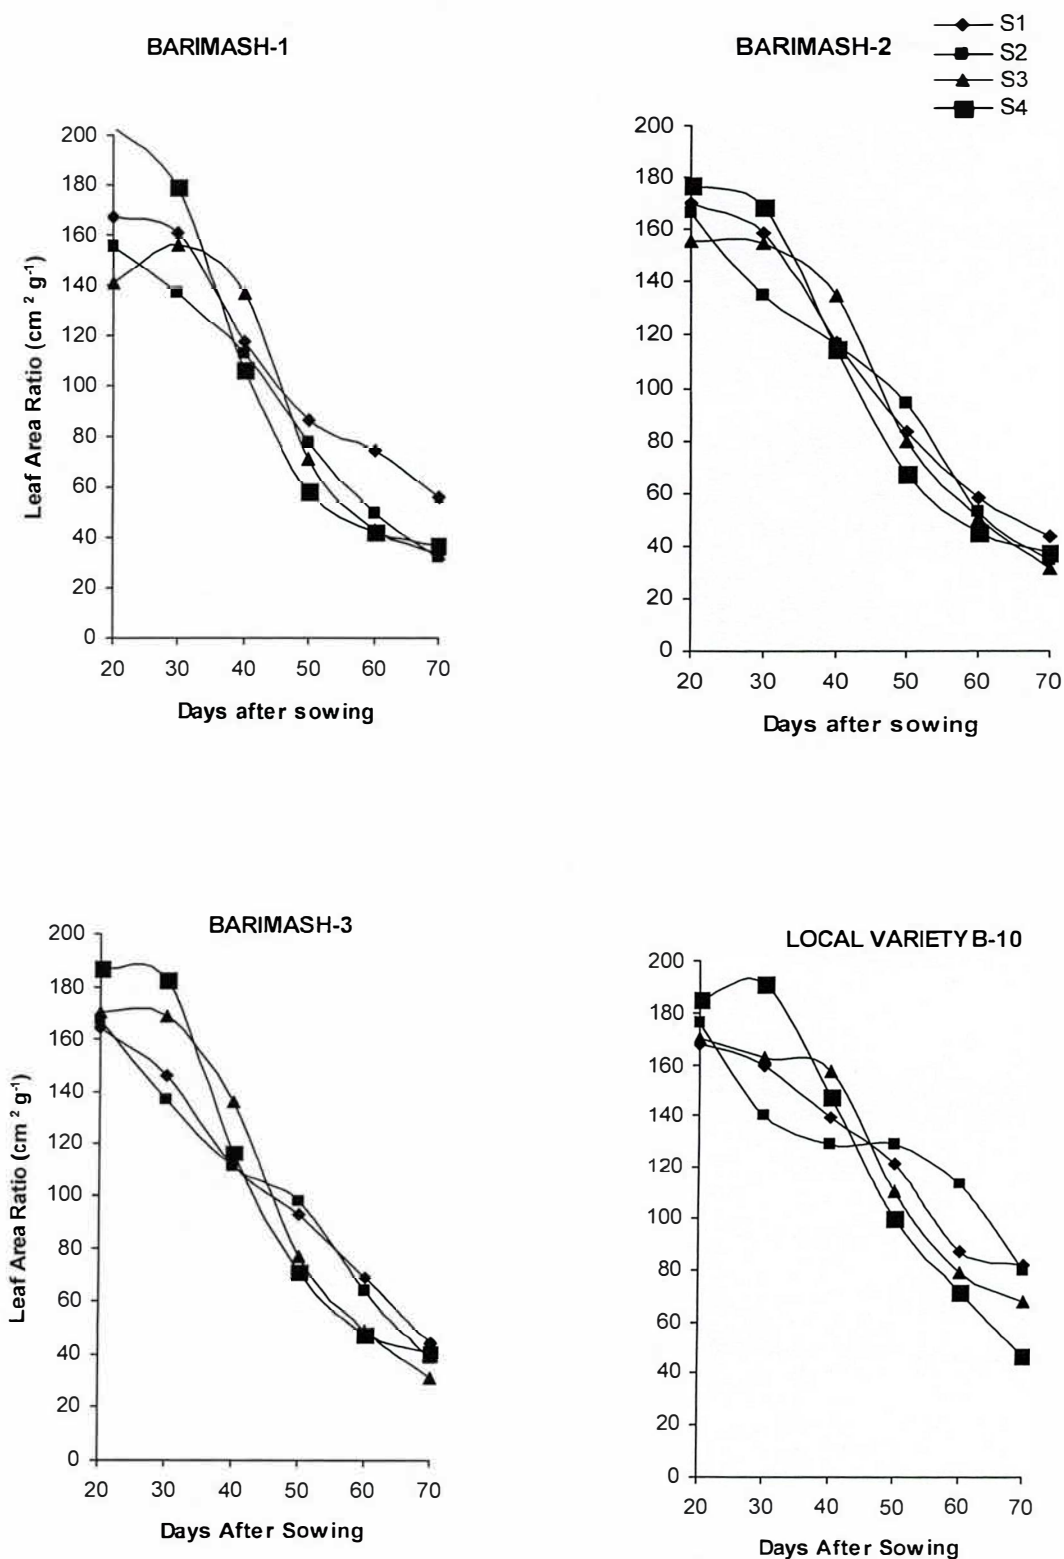 BARIMASH-1
Leaf Area Ratio (cm ² g⁻¹)
200
180
160
140
120
100
80
60
40
20
0
20 30 40 50 60 70
Days after sowing
BARIMASH-2
S1
S2
S3
S4
200
180
160
140
120
100
80
60
40
20
0
20 30 40 50 60 70
Days after sowing
BARIMASH-3
Leaf Area Ratio (cm ² g⁻¹)
200
180
160
140
120
100
80
60
40
20
0
20 30 40 50 60 70
Days After Sowing
LOCAL VARIETY B-10
200
180
160
140
120
100
80
60
40
20
0
20 30 40 50 60 70
Days After Sowing